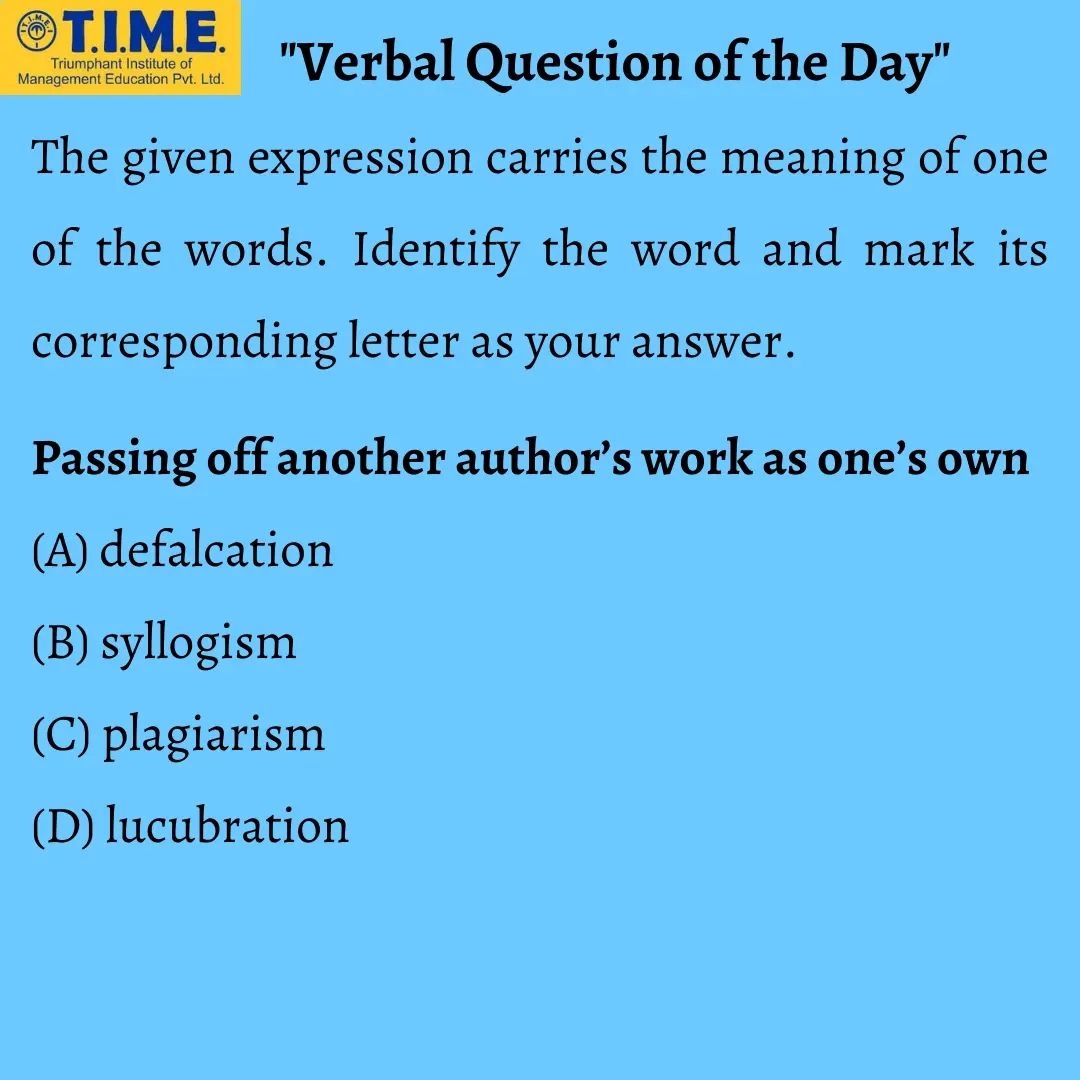 T.I.M.E.
T.I.M.E.
Triumphant Institute of
Management Education Pvt. Ltd.
"Verbal Question of the Day"
The given expression carries the meaning of one
of the words. Identify the word and mark its
corresponding letter as your answer.
Passing off another author’s work as one’s own
(A) defalcation
(B) syllogism
(C) plagiarism
(D) lucubration